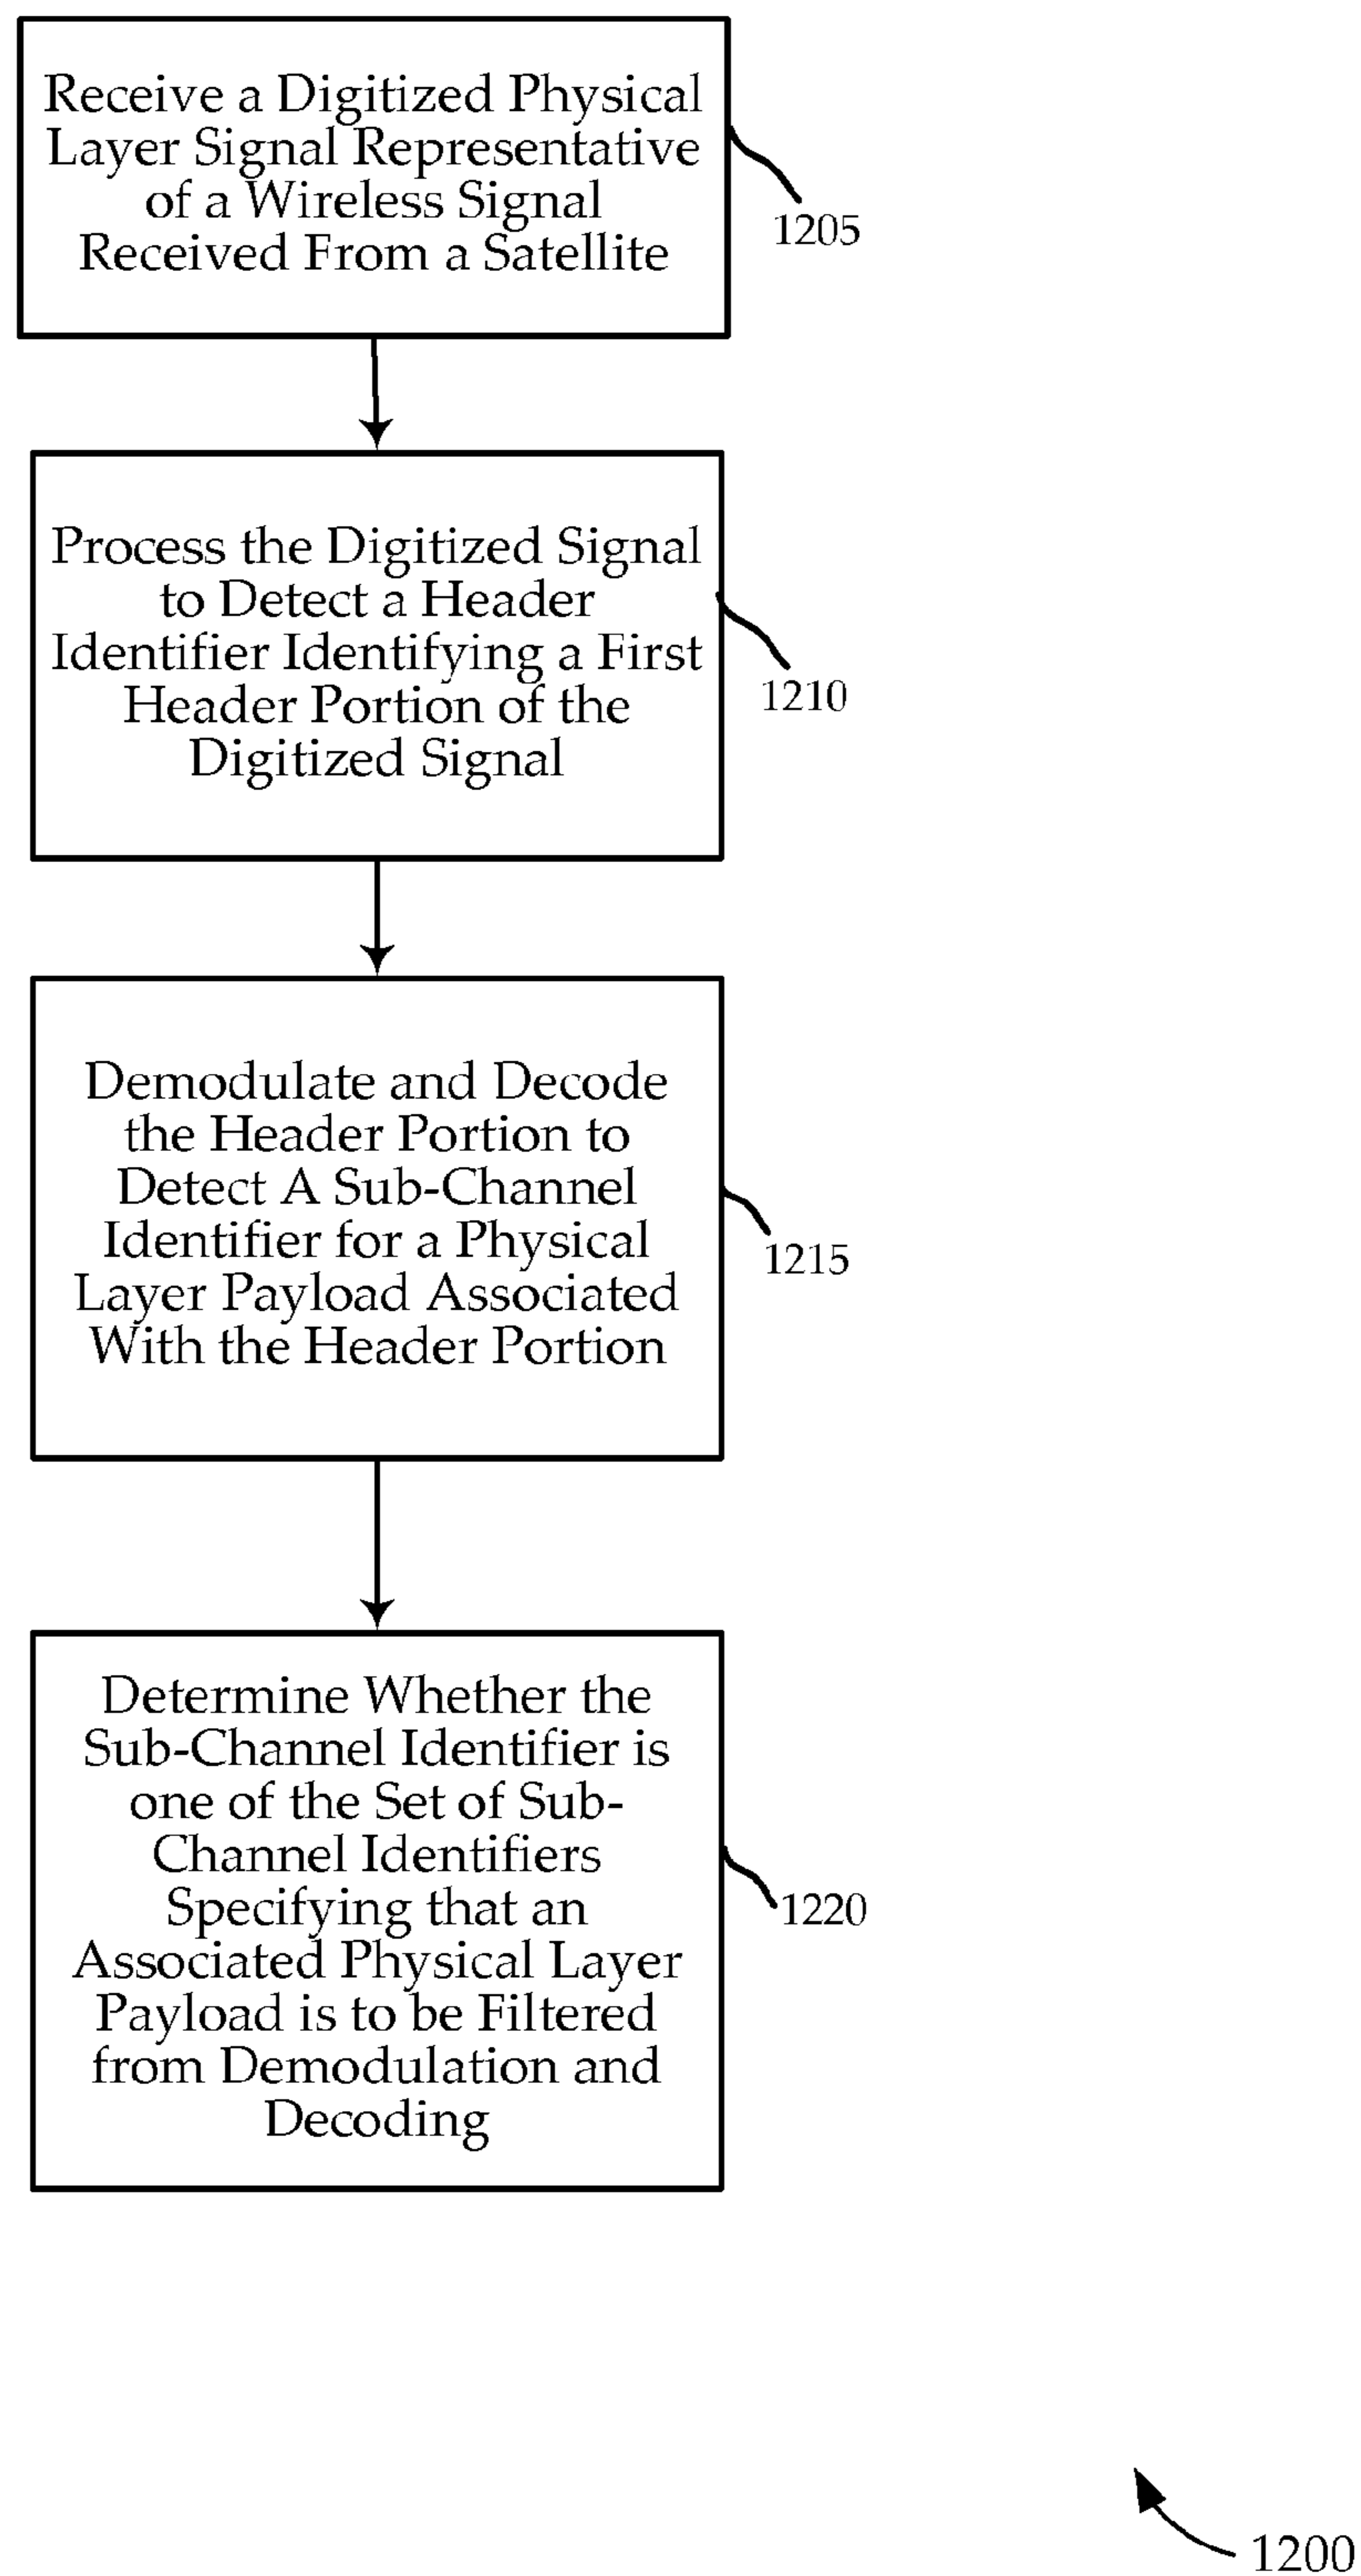 Receive a Digitized Physical
Layer Signal Representative
of a Wireless Signal
Received From a Satellite
1205
Process the Digitized Signal
to Detect a Header
Identifier Identifying a First
Header Portion of the
Digitized Signal
1210
Demodulate and Decode
the Header Portion to
Detect A Sub-Channel
Identifier for a Physical
Layer Payload Associated
With the Header Portion
1215
Determine Whether the
Sub-Channel Identifier is
one of the Set of Sub-
Channel Identifiers
Specifying that an
Associated Physical Layer
Payload is to be Filtered
from Demodulation and
Decoding
1220
1200